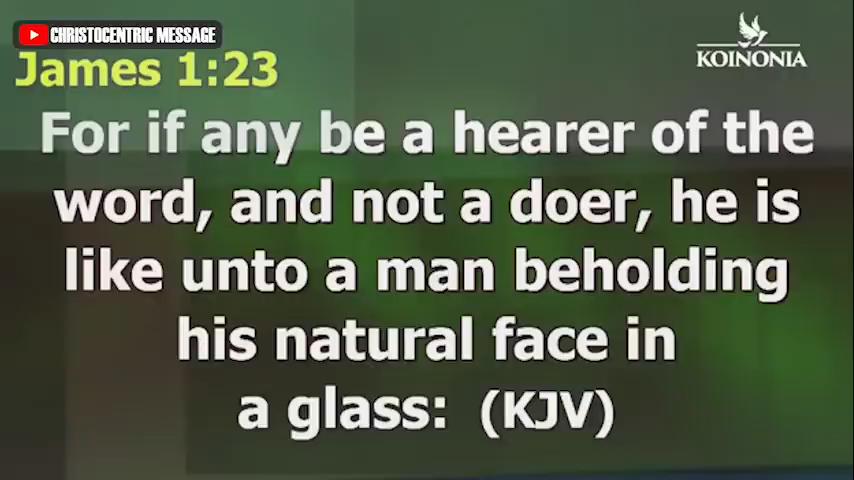 CHRISTOCENTRIC MESSAGE
KOINONIA
James 1:23
For if any be a hearer of the
word, and not a doer, he is
like unto a man beholding
his natural face in
a glass: (KJV)